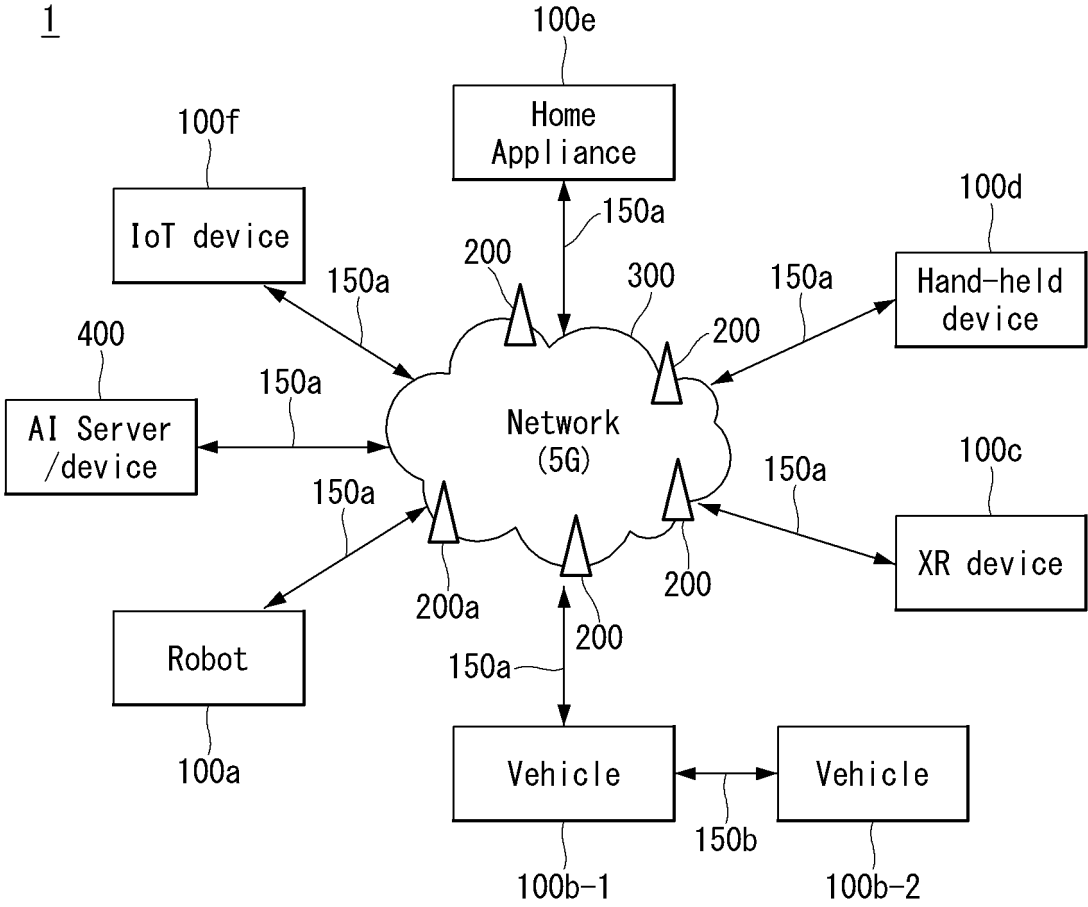 1
100e
Home
Appliance
100f
IoT device
150a
100d
Hand-held
device
200
300
150a
150a
200
400
AI Server
/device
150a
Network
(5G)
100c
XR device
150a
150a
200a
200
200
Robot
100a
150a
Vehicle
100b-1
150b
Vehicle
100b-2